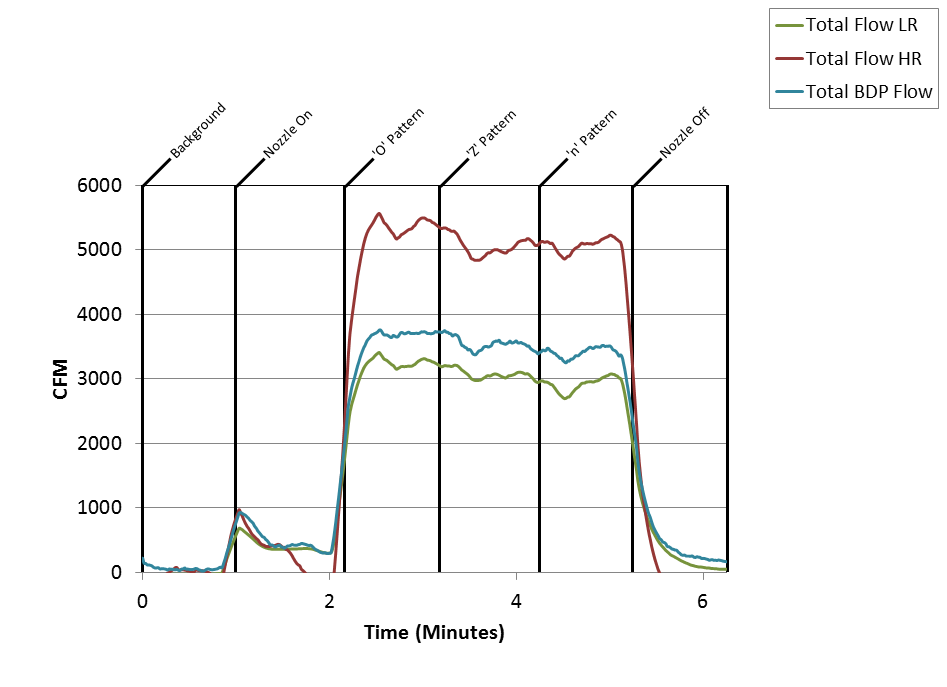 Total Flow LR
Total Flow HR
Total BDP Flow
Background
Nozzle On
'O' Pattern
'Z' Pattern
'n' Pattern
Nozzle Off
6000
5000
4000
3000
2000
1000
0
CFM
0 2 4 6
Time (Minutes)